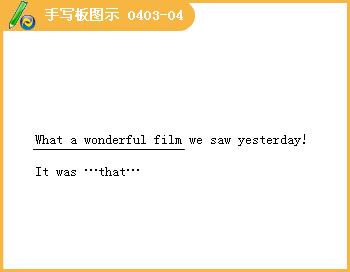 手写板图示 0403-04
What a wonderful film we saw yesterday!
It was …that…